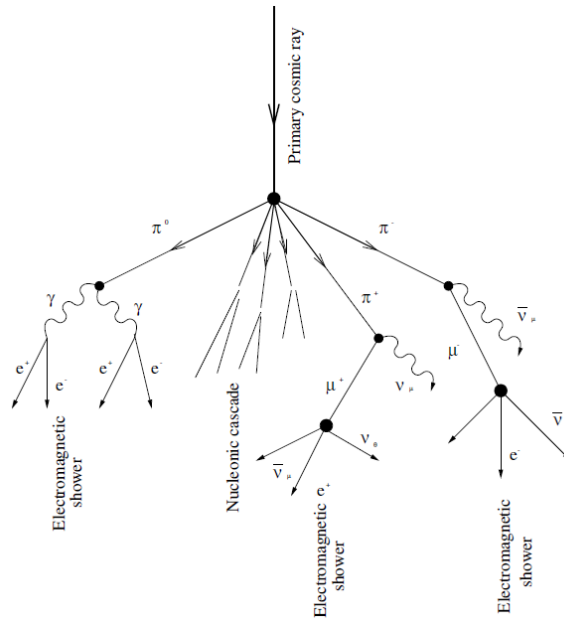 Primary cosmic ray
π⁰
π⁻
γ
γ
π⁺
ν̅μ
e⁺
e⁻
e⁺
e⁻
μ⁺
νμ
μ⁻
Nucleonic cascade
ν̅μ
νe
e⁺
e⁻
ν̅
Electromagnetic
shower
Electromagnetic
shower
Electromagnetic
shower